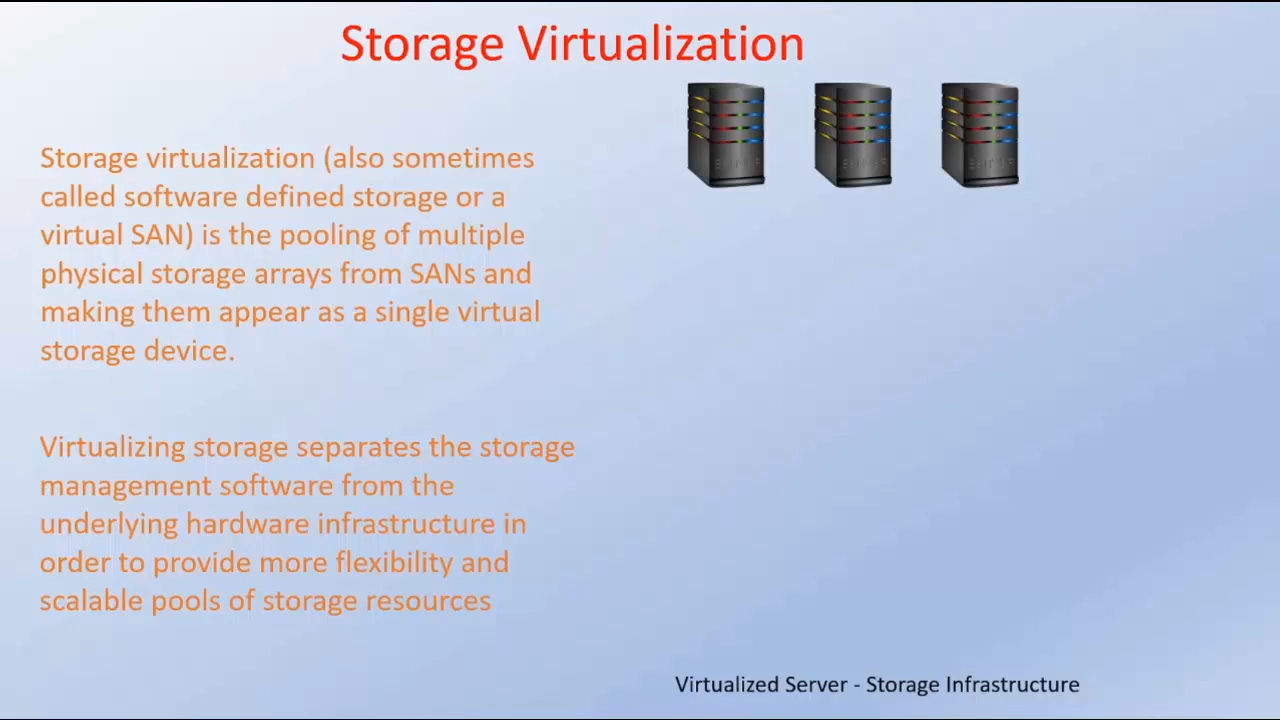 Storage Virtualization
Storage virtualization (also sometimes
called software defined storage or a
virtual SAN) is the pooling of multiple
physical storage arrays from SANs and
making them appear as a single virtual
storage device.
Virtualizing storage separates the storage
management software from the
underlying hardware infrastructure in
order to provide more flexibility and
scalable pools of storage resources
Virtualized Server - Storage Infrastructure